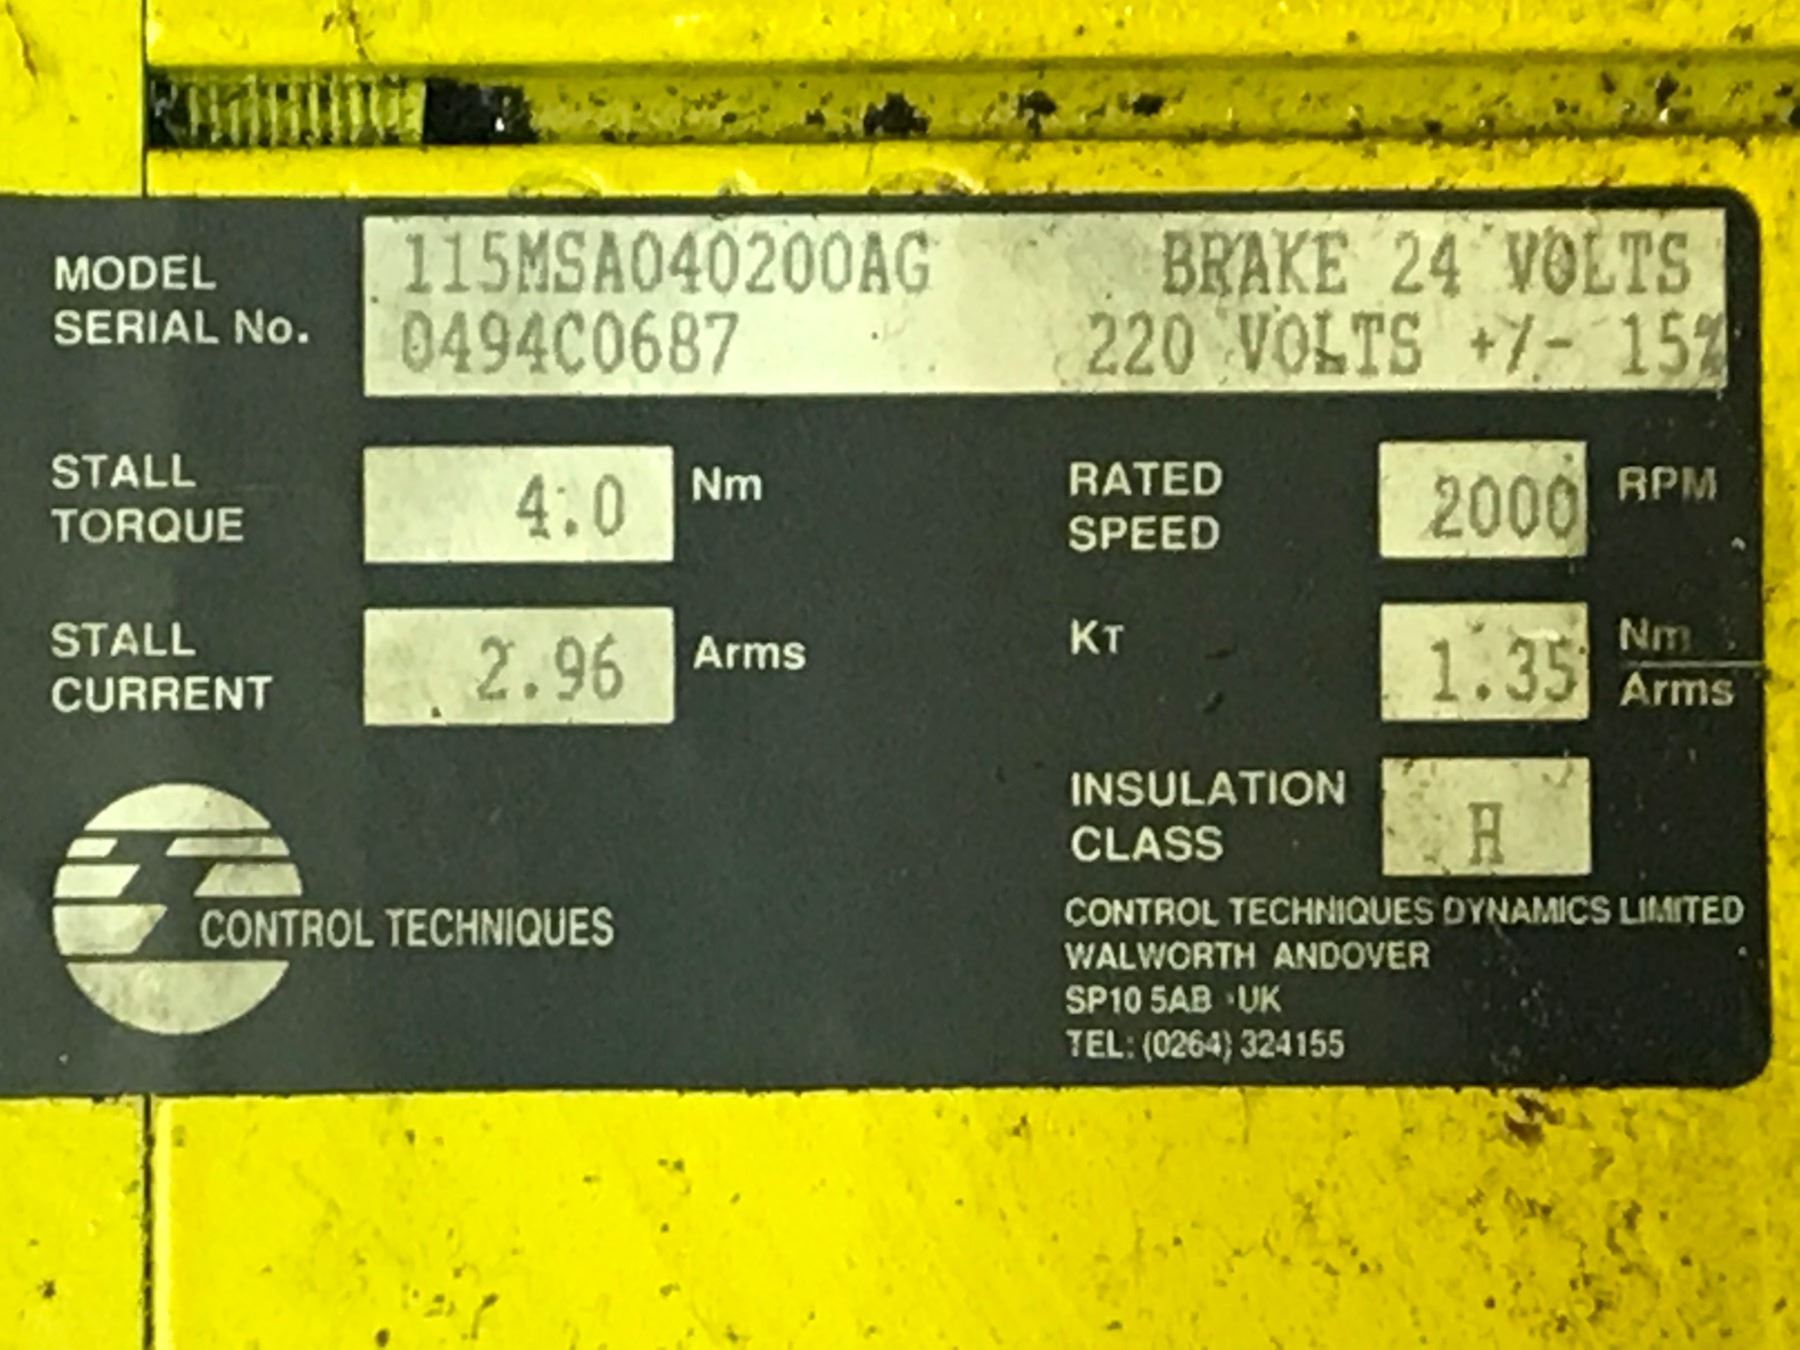 MODEL 115MSA040200AG BRAKE 24 VOLTS
SERIAL No. 0494C0687 220 VOLTS +/- 15%
STALL TORQUE 4.0 Nm
RATED SPEED 2000 RPM
STALL CURRENT 2.96 Arms
KT 1.35 Nm
Arms
INSULATION CLASS H
CONTROL TECHNIQUES
CONTROL TECHNIQUES DYNAMICS LIMITED
WALWORTH ANDOVER
SP10 5AB · UK
TEL: (0264) 324155